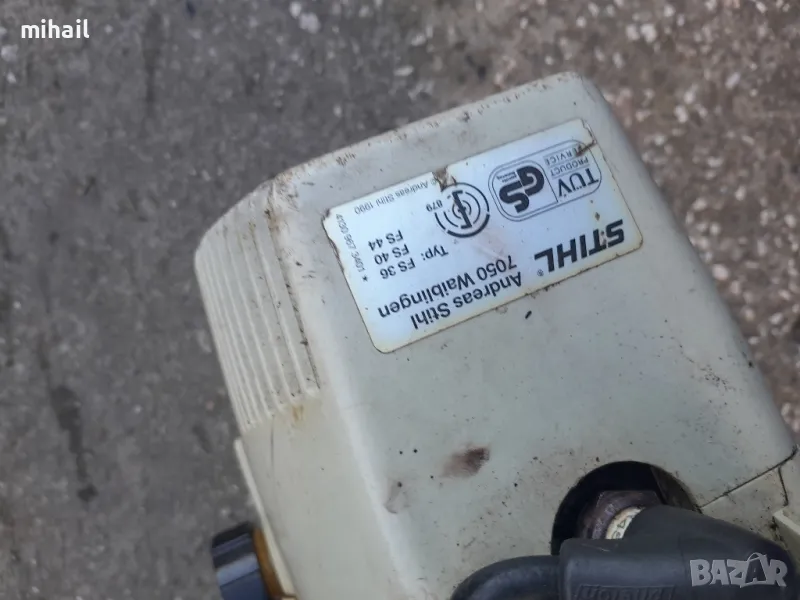 mihail
STIHL®
Andreas Stihl
7050 Waiblingen
Typ: FS 36
FS 40
FS 44
TÜV
PRODUCT
SERVICE
GS
879
© Andreas Stihl 1990
BAZAR